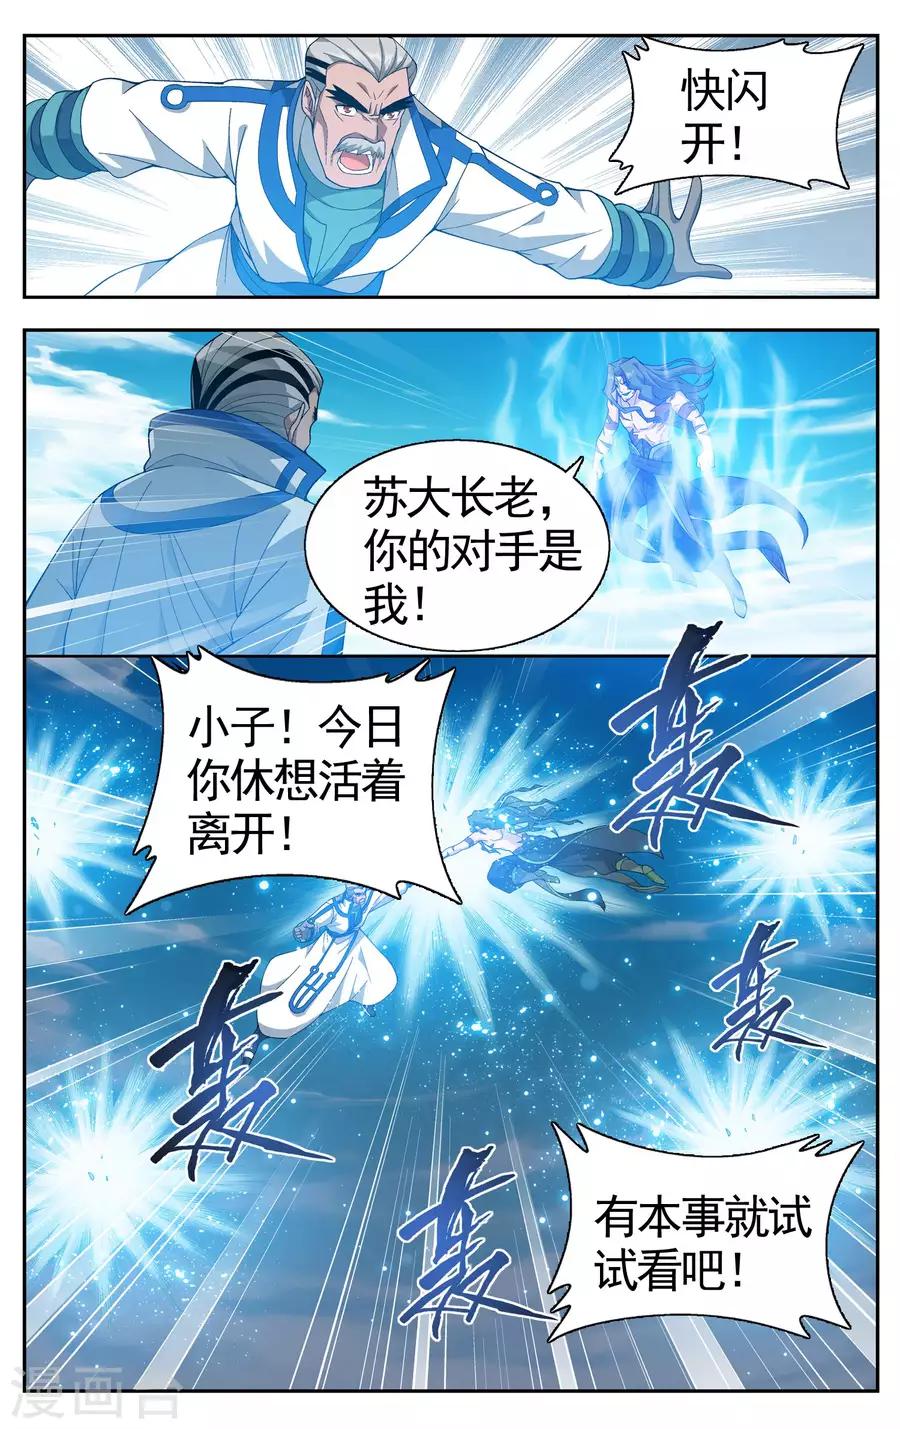 快闪
开！
苏大长老，
你的对手是
我！
小子！今日
你休想活着
离开！
轰
轰
轰
轰
有本事就试
试看吧！
漫画台